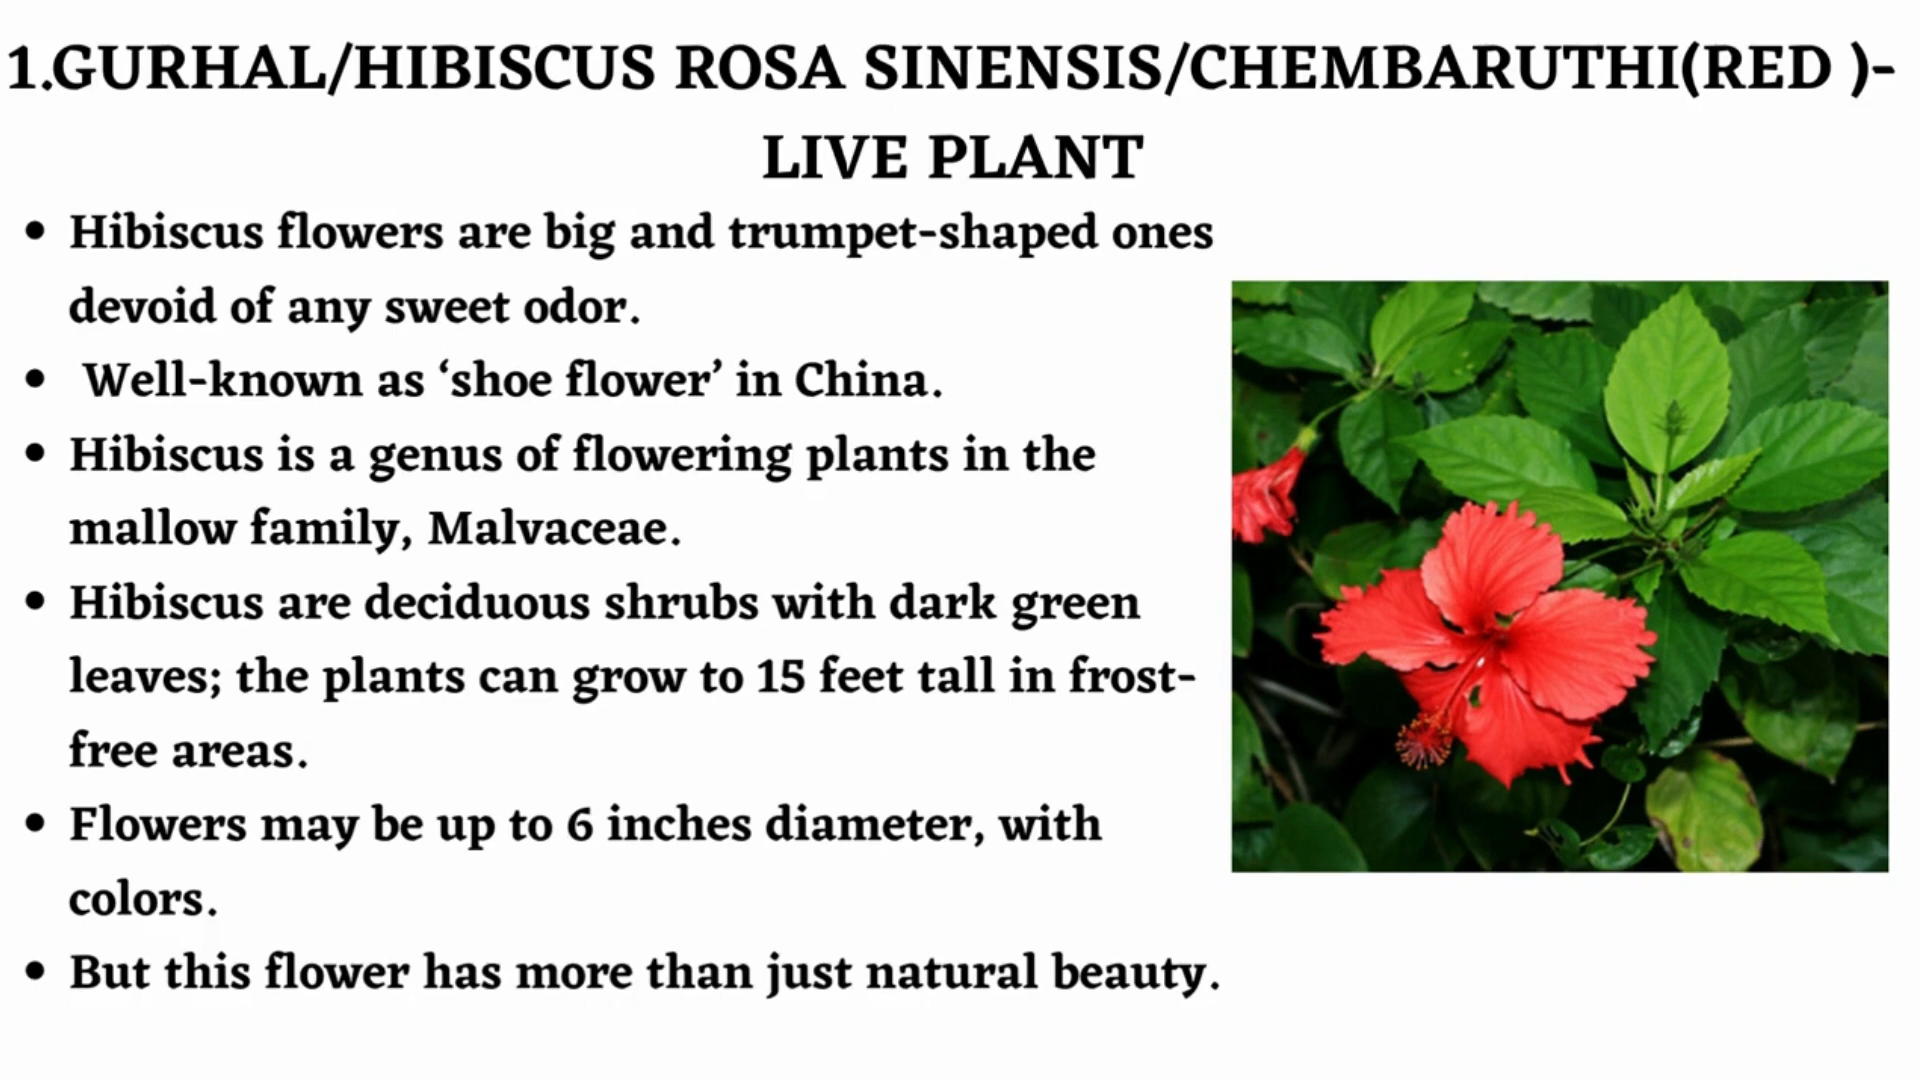 1.GURHAL/HIBISCUS ROSA SINENSIS/CHEMBARUTHI(RED )-
LIVE PLANT
• Hibiscus flowers are big and trumpet-shaped ones
devoid of any sweet odor.
• Well-known as ‘shoe flower’ in China.
• Hibiscus is a genus of flowering plants in the
mallow family, Malvaceae.
• Hibiscus are deciduous shrubs with dark green
leaves; the plants can grow to 15 feet tall in frost-
free areas.
• Flowers may be up to 6 inches diameter, with
colors.
• But this flower has more than just natural beauty.